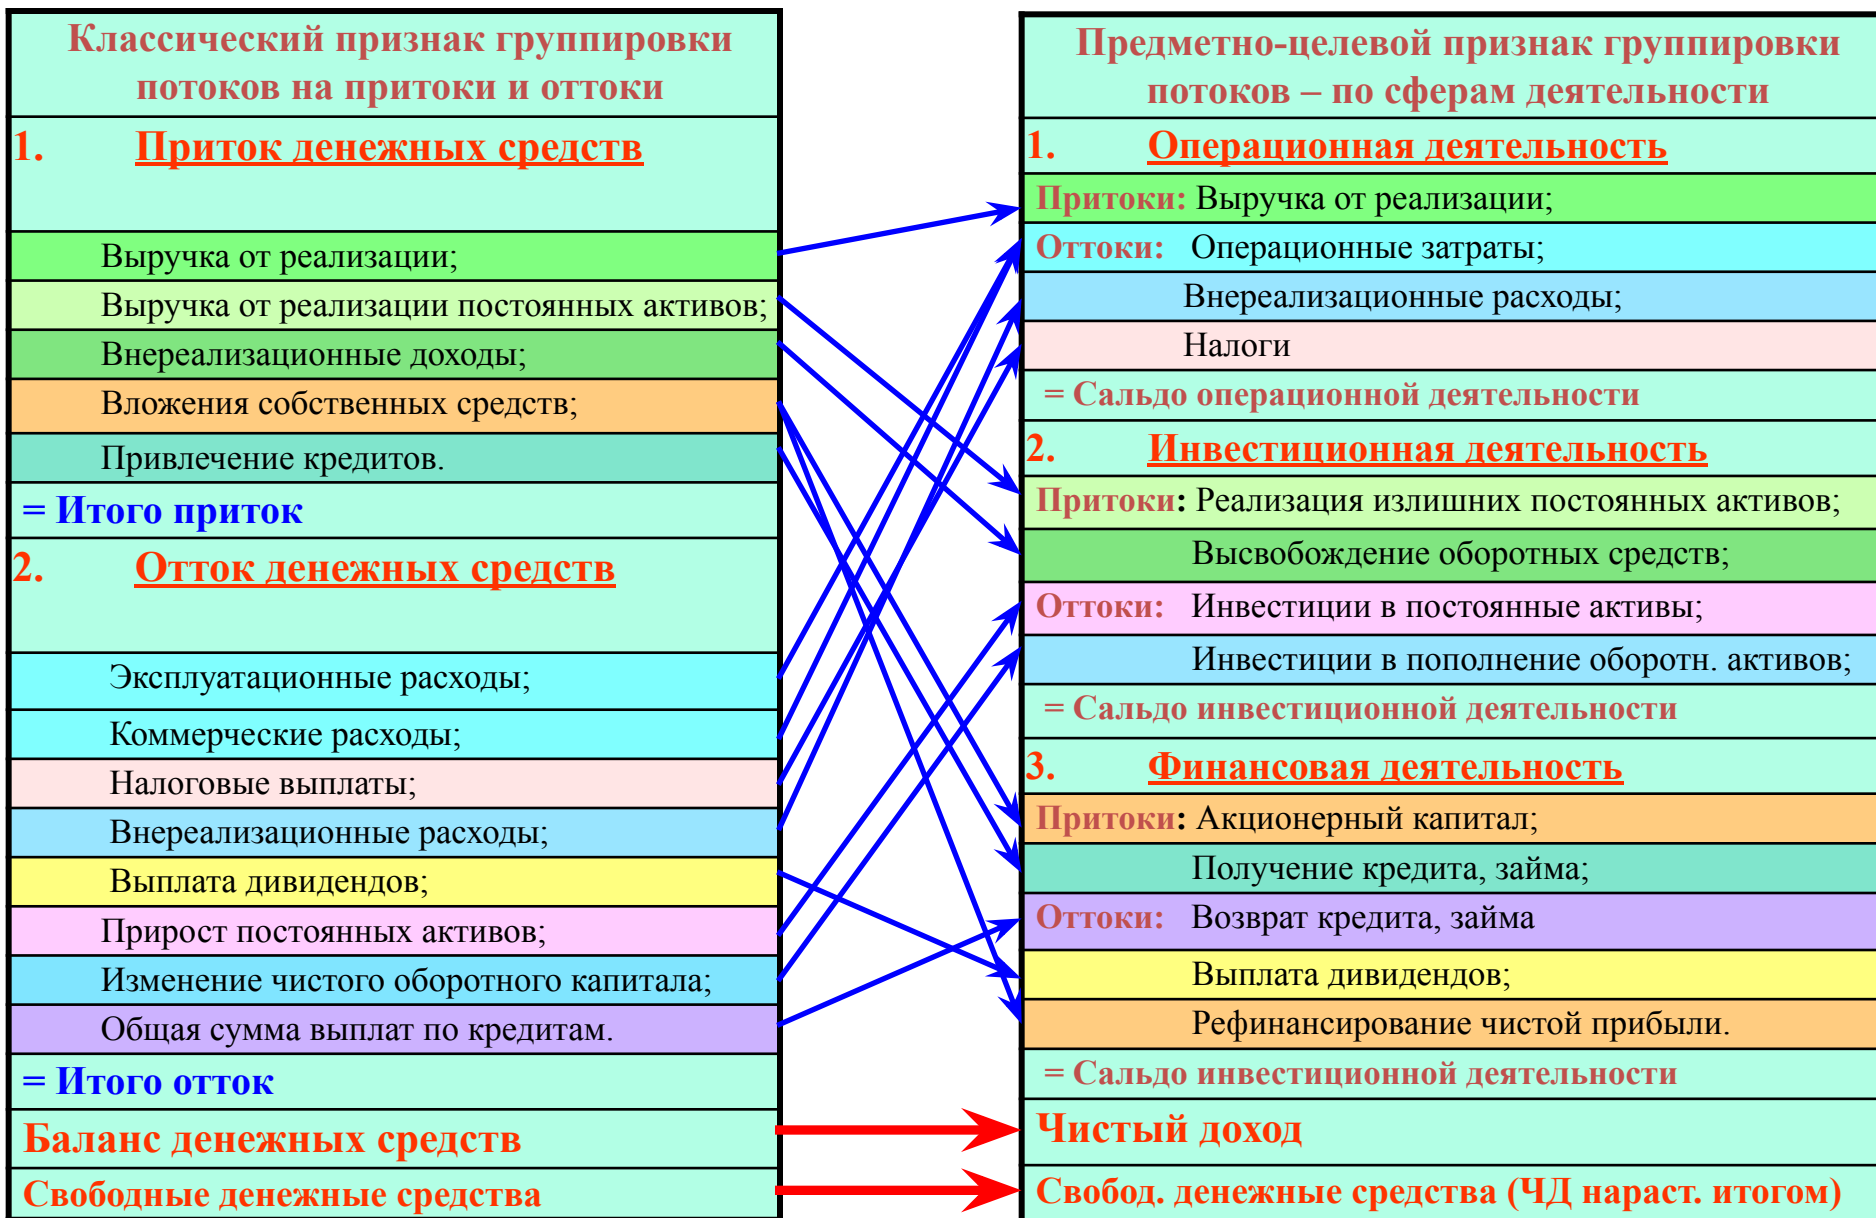 Классический признак группировки
потоков на притоки и оттоки
1. Приток денежных средств
Выручка от реализации;
Выручка от реализации постоянных активов;
Внереализационные доходы;
Вложения собственных средств;
Привлечение кредитов.
= Итого приток
2. Отток денежных средств
Эксплуатационные расходы;
Коммерческие расходы;
Налоговые выплаты;
Внереализационные расходы;
Выплата дивидендов;
Прирост постоянных активов;
Изменение чистого оборотного капитала;
Общая сумма выплат по кредитам.
= Итого отток
Баланс денежных средств
Свободные денежные средства
Предметно-целевой признак группировки
потоков – по сферам деятельности
1. Операционная деятельность
Притоки: Выручка от реализации;
Оттоки: Операционные затраты;
Внереализационные расходы;
Налоги
= Сальдо операционной деятельности
2. Инвестиционная деятельность
Притоки: Реализация излишних постоянных активов;
Высвобождение оборотных средств;
Оттоки: Инвестиции в постоянные активы;
Инвестиции в пополнение оборотн. активов;
= Сальдо инвестиционной деятельности
3. Финансовая деятельность
Притоки: Акционерный капитал;
Получение кредита, займа;
Оттоки: Возврат кредита, займа
Выплата дивидендов;
Рефинансирование чистой прибыли.
= Сальдо инвестиционной деятельности
Чистый доход
Свобод. денежные средства (ЧД нараст. итогом)